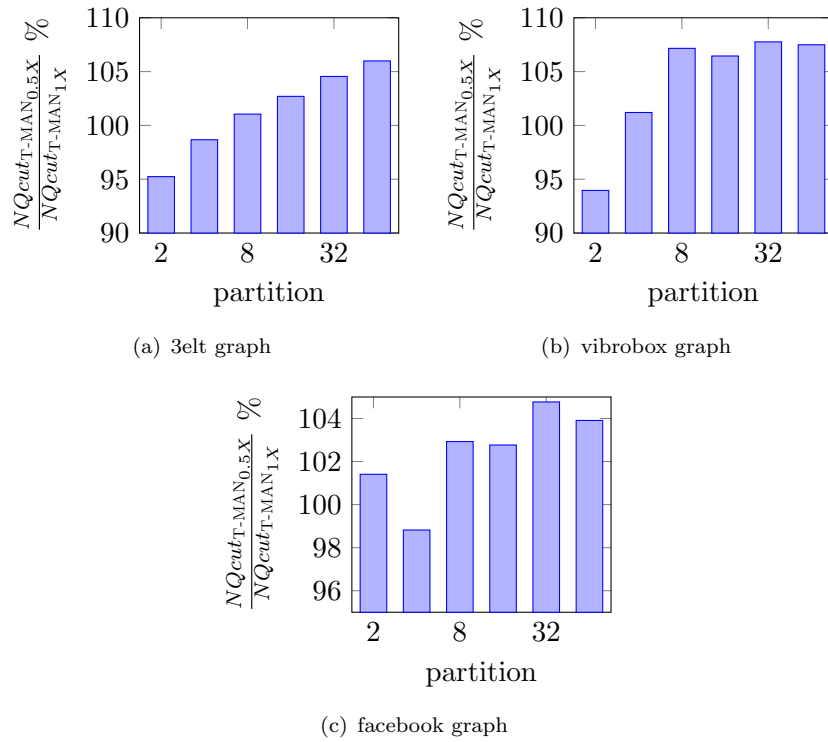 110
105
100
95
90
NQcut_{T-MAN_{0.5X}} / NQcut_{T-MAN_{1X}} %
2 8 32
partition
(a) 3elt graph
110
105
100
95
90
NQcut_{T-MAN_{0.5X}} / NQcut_{T-MAN_{1X}} %
2 8 32
partition
(b) vibrobox graph
104
102
100
98
96
NQcut_{T-MAN_{0.5X}} / NQcut_{T-MAN_{1X}} %
2 8 32
partition
(c) facebook graph